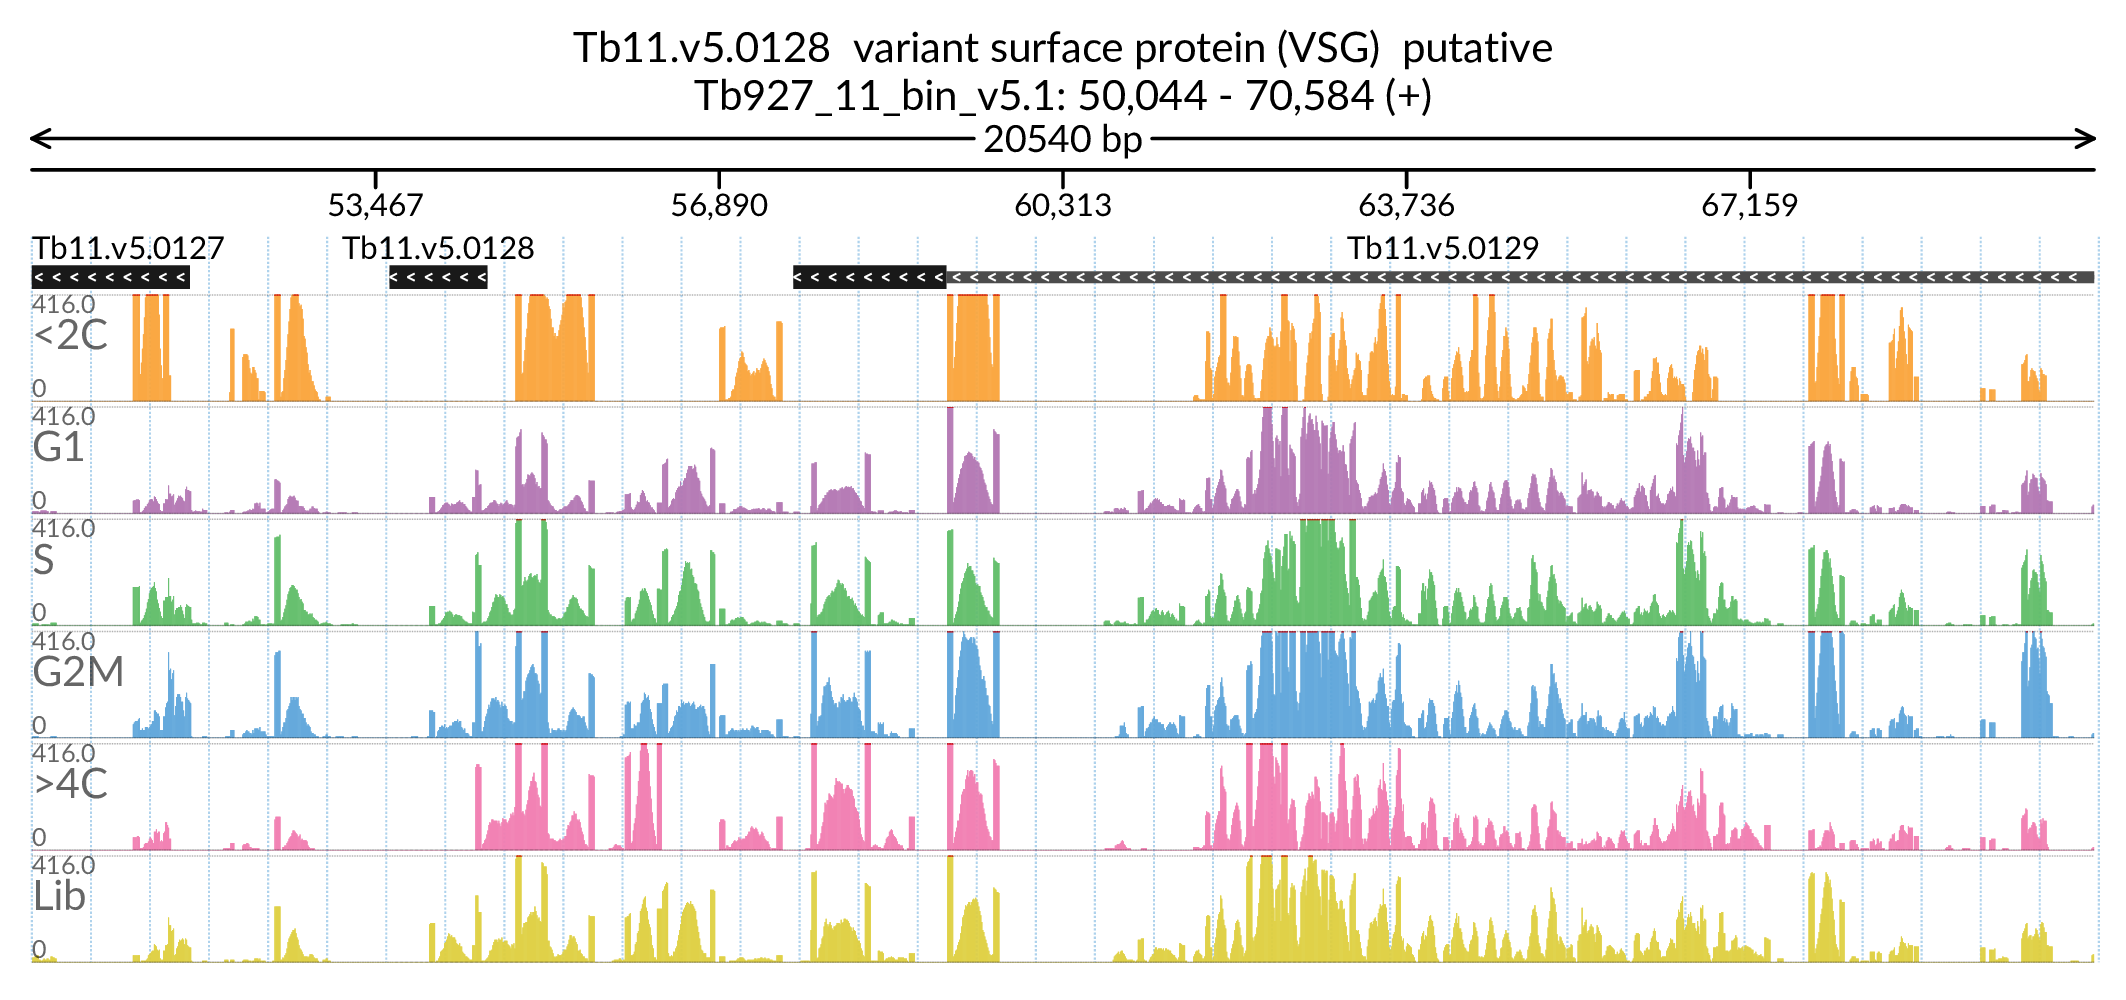 Tb11.v5.0128 variant surface protein (VSG) putative
Tb927_11_bin_v5.1: 50,044 - 70,584 (+)
20540 bp
53,467 56,890 60,313 63,736 67,159
Tb11.v5.0127 Tb11.v5.0128 Tb11.v5.0129
416.0
<2C
0
416.0
G1
0
416.0
S
0
416.0
G2M
0
416.0
>4C
0
416.0
Lib
0